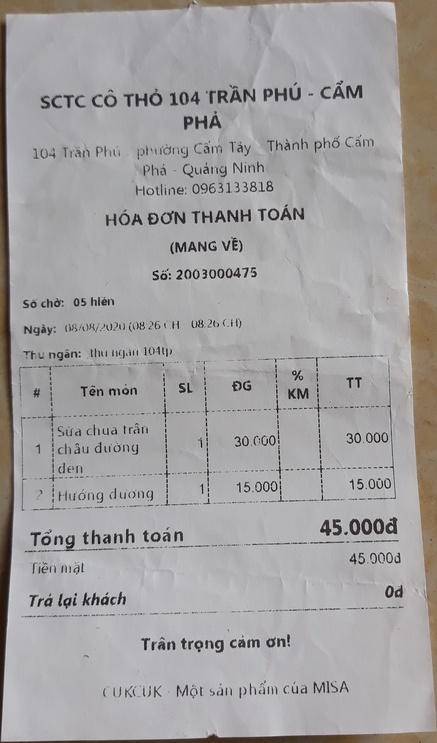 SCTC CÔ THỎ 104 TRẦN PHÚ - CẨM
PHẢ
104 Trần Phú - phường Cẩm Tây - Thành phố Cẩm
Phả - Quảng Ninh
Hotline: 0963133818
HÓA ĐƠN THANH TOÁN
(MANG VỀ)
Số: 2003000475
Số chờ: 05 hiên
Ngày: 08/08/2020 (08:26 CH - 08:26 CH)
Thu ngân: thu ngân 104tp
# Tên món SL ĐG % KM TT
1 Sữa chua trân châu đường đen 1 30.000 30.000
2 Hướng dương 1 15.000 15.000
Tổng thanh toán 45.000đ
Tiền mặt 45.000đ
Trả lại khách 0đ
Trân trọng cảm ơn!
CUKCUK - Một sản phẩm của MISA